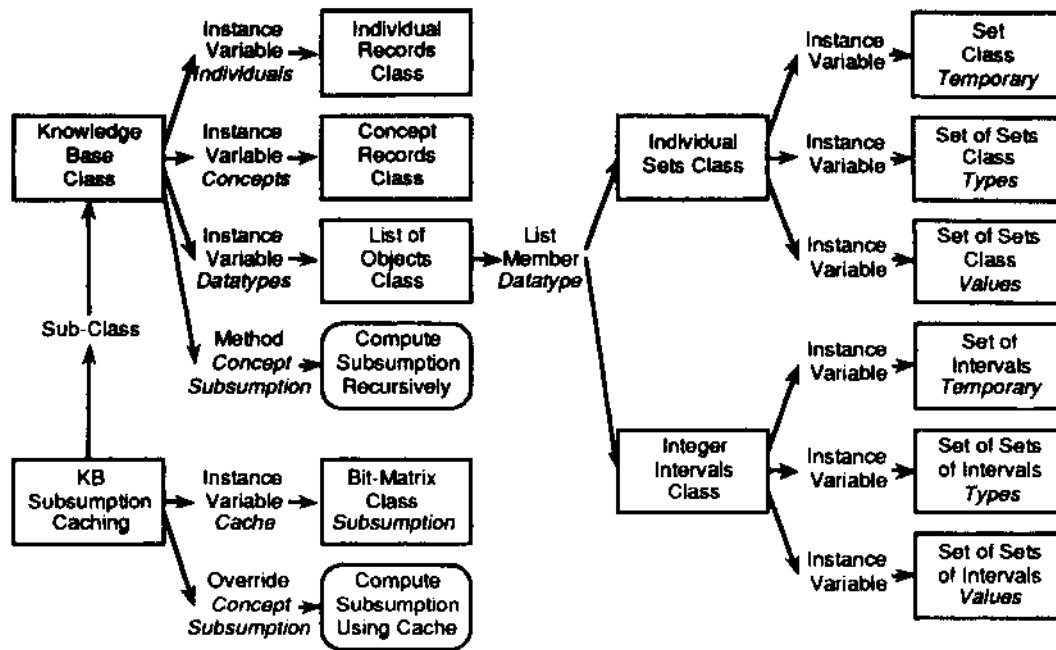 Instance
Variable
Individuals
Individual
Records
Class
Knowledge
Base
Class
Instance
Variable
Concepts
Concept
Records
Class
Instance
Variable
Datatypes
List of
Objects
Class
List
Member
Datatype
Sub-Class
Method
Concept
Subsumption
Compute
Subsumption
Recursively
KB
Subsumption
Caching
Instance
Variable
Cache
Bit-Matrix
Class
Subsumption
Override
Concept
Subsumption
Compute
Subsumption
Using Cache
Individual
Sets Class
Instance
Variable
Set
Class
Temporary
Instance
Variable
Set of Sets
Class
Types
Instance
Variable
Set of Sets
Class
Values
Integer
Intervals
Class
Instance
Variable
Set of
Intervals
Temporary
Instance
Variable
Set of Sets
of Intervals
Types
Instance
Variable
Set of Sets
of Intervals
Values